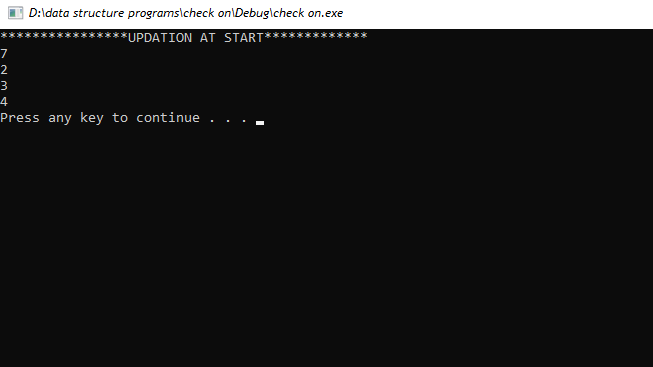 D:\data structure programs\check on\Debug\check on.exe
****************UPDATION AT START*************
7
2
3
4
Press any key to continue . . .